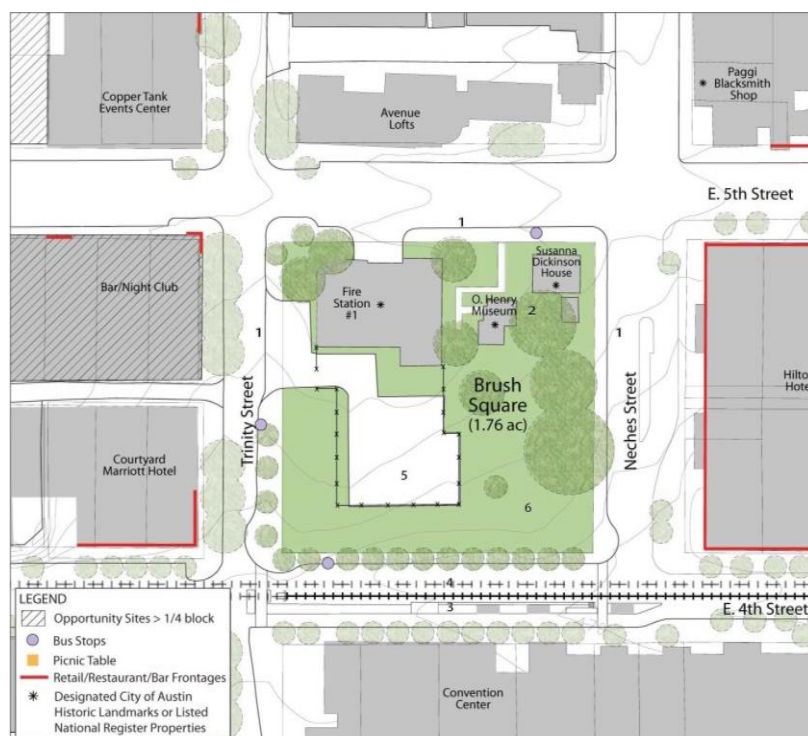 Copper Tank
Events Center
Avenue
Lofts
Paggi
Blacksmith
Shop
E. 5th Street
1
Bar/Night Club
Fire
Station
#1
Susanna
Dickinson
House
O. Henry
Museum
2
1
1
Trinity Street
Brush
Square
(1.76 ac)
Neches Street
Hilto
Hote
Courtyard
Marriott Hotel
5
6
4
3
E. 4th Street
Convention
Center
LEGEND
Opportunity Sites > 1/4 block
Bus Stops
Picnic Table
Retail/Restaurant/Bar Frontages
Designated City of Austin
Historic Landmarks or Listed
National Register Properties